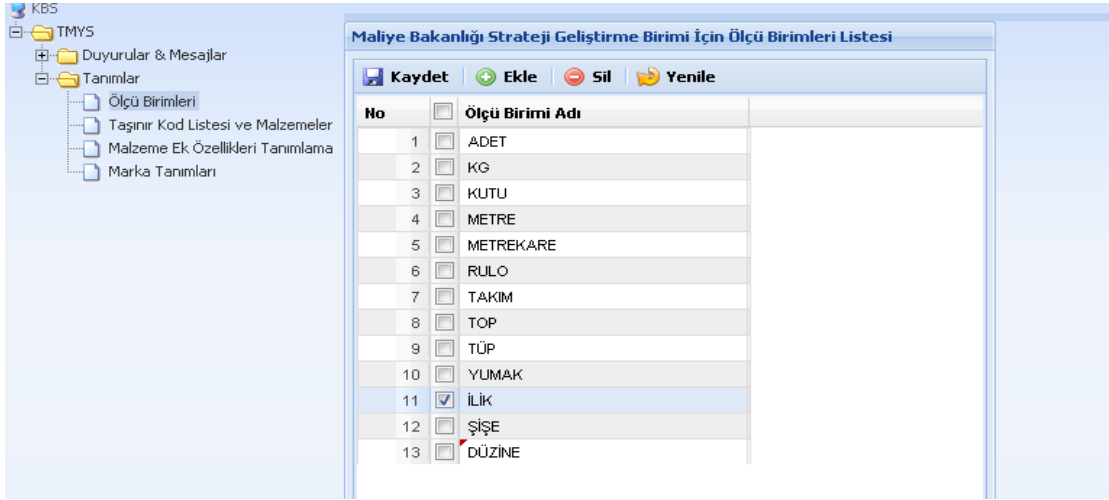 KBS
TMYS
Duyurular & Mesajlar
Tanımlar
Ölçü Birimleri
Taşınır Kod Listesi ve Malzemeler
Malzeme Ek Özellikleri Tanımlama
Marka Tanımları
Maliye Bakanlığı Strateji Geliştirme Birimi İçin Ölçü Birimleri Listesi
Kaydet Ekle Sil Yenile
No Ölçü Birimi Adı
1 ADET
2 KG
3 KUTU
4 METRE
5 METREKARE
6 RULO
7 TAKIM
8 TOP
9 TÜP
10 YUMAK
11 İLİK
12 ŞİŞE
13 DÜZİNE